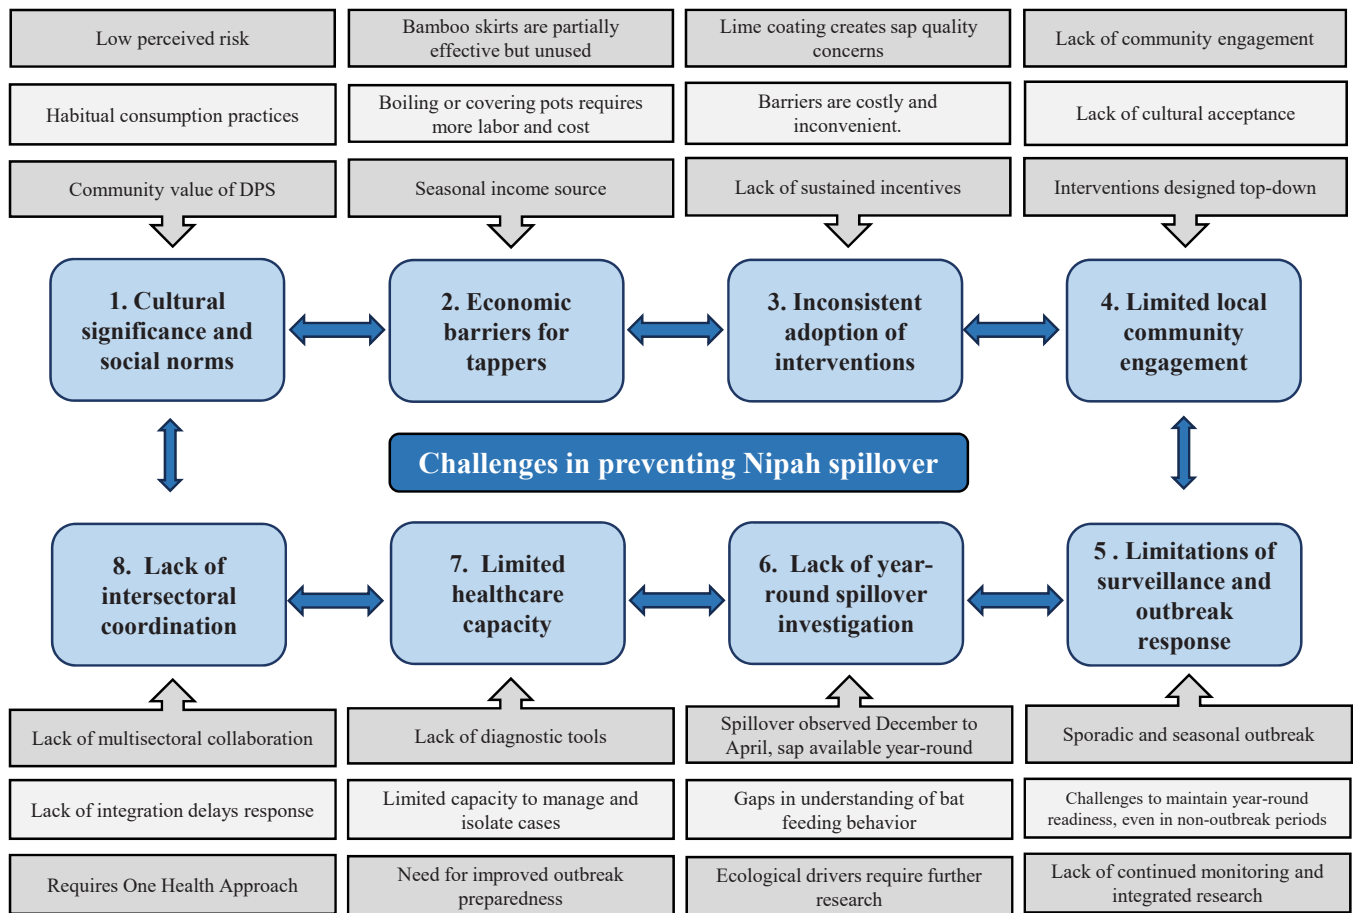 Low perceived risk
Bamboo skirts are partially
effective but unused
Lime coating creates sap quality
concerns
Lack of community engagement
Habitual consumption practices
Boiling or covering pots requires
more labor and cost
Barriers are costly and
inconvenient.
Lack of cultural acceptance
Community value of DPS
Seasonal income source
Lack of sustained incentives
Interventions designed top-down
1. Cultural
significance and
social norms
2. Economic
barriers for
tappers
3. Inconsistent
adoption of
interventions
4. Limited local
community
engagement
Challenges in preventing Nipah spillover
8.  Lack of
intersectoral
coordination
7.  Limited
healthcare
capacity
6.  Lack of year-
round spillover
investigation
5 . Limitations of
surveillance and
outbreak
response
Lack of multisectoral collaboration
Lack of diagnostic tools
Spillover observed December to
April, sap available year-round
Sporadic and seasonal outbreak
Lack of integration delays response
Limited capacity to manage and
isolate cases
Gaps in understanding of bat
feeding behavior
Challenges to maintain year-round
readiness, even in non-outbreak periods
Requires One Health Approach
Need for improved outbreak
preparedness
Ecological drivers require further
research
Lack of continued monitoring and
integrated research